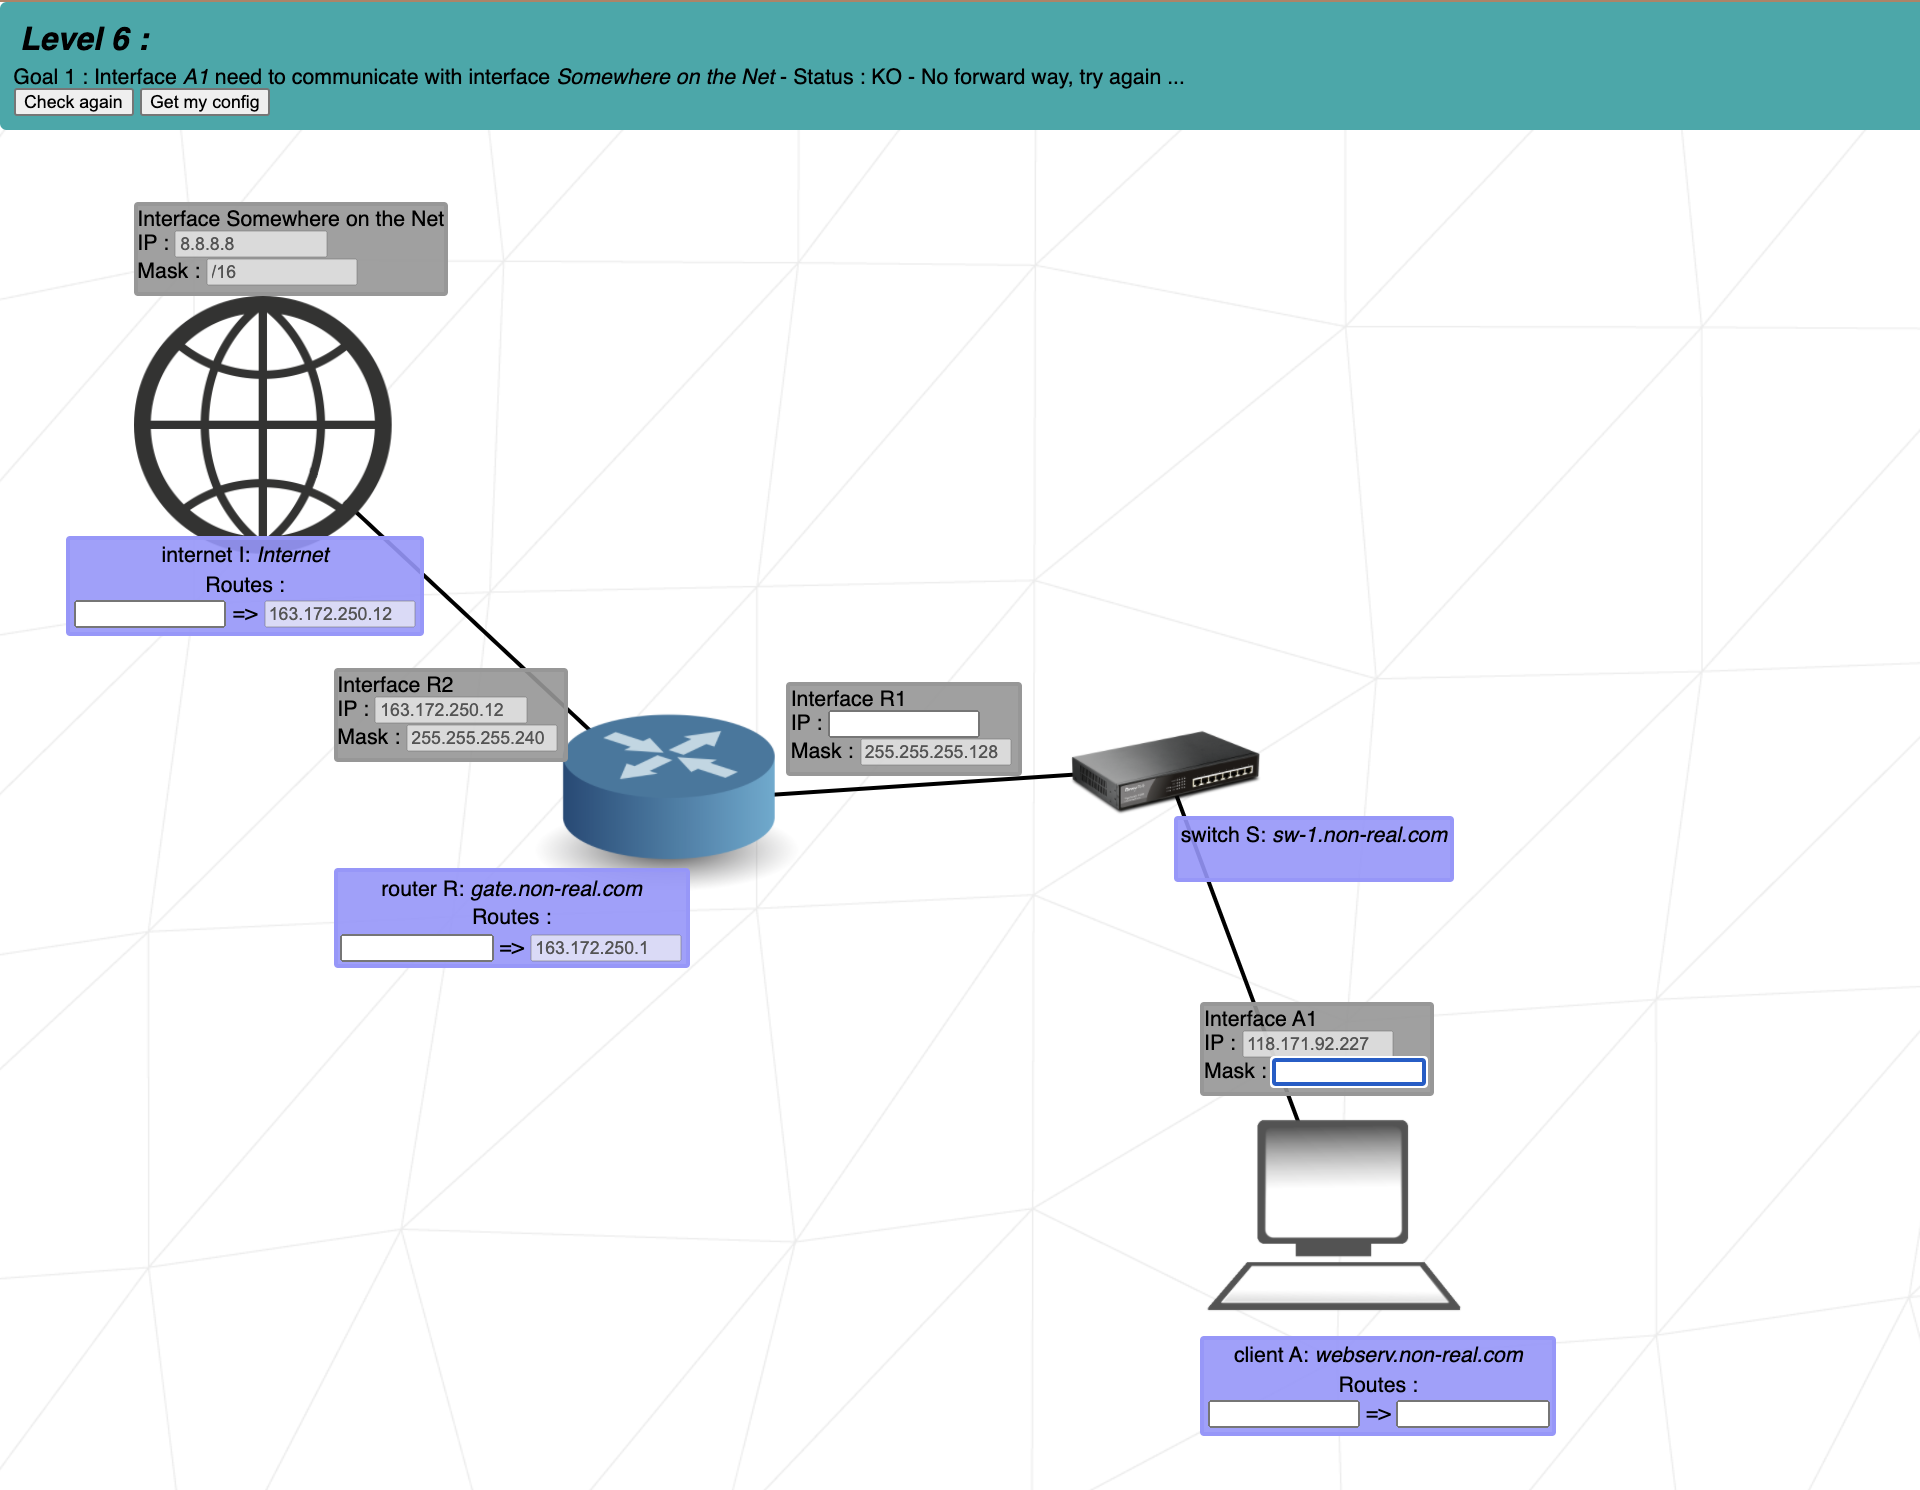 Level 6 :
Goal 1 : Interface A1 need to communicate with interface Somewhere on the Net - Status : KO - No forward way, try again ...
Check again Get my config
Interface Somewhere on the Net
IP : 8.8.8.8
Mask : /16
internet I: Internet
Routes :
=> 163.172.250.12
Interface R2
IP : 163.172.250.12
Mask : 255.255.255.240
Interface R1
IP :
Mask : 255.255.255.128
switch S: sw-1.non-real.com
router R: gate.non-real.com
Routes :
=> 163.172.250.1
Interface A1
IP : 118.171.92.227
Mask :
client A: webserv.non-real.com
Routes :
=>